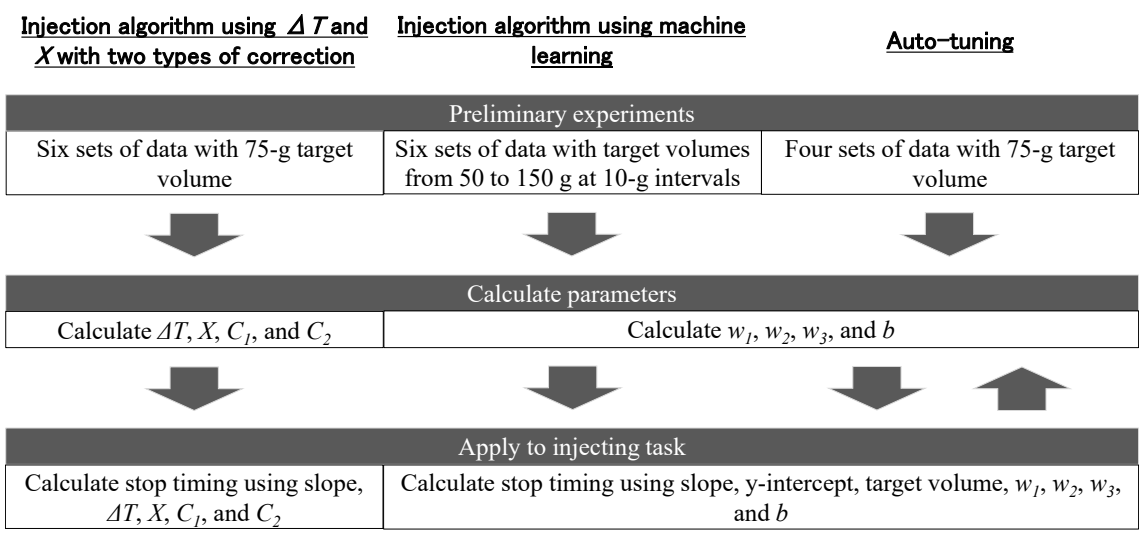 Injection algorithm using ΔT and
X with two types of correction
Injection algorithm using machine
learning
Auto-tuning
Preliminary experiments
Six sets of data with 75-g target
volume
Six sets of data with target volumes
from 50 to 150 g at 10-g intervals
Four sets of data with 75-g target
volume
Calculate parameters
Calculate ΔT, X, C₁, and C₂
Calculate w₁, w₂, w₃, and b
Apply to injecting task
Calculate stop timing using slope,
ΔT, X, C₁, and C₂
Calculate stop timing using slope, y-intercept, target volume, w₁, w₂, w₃,
and b